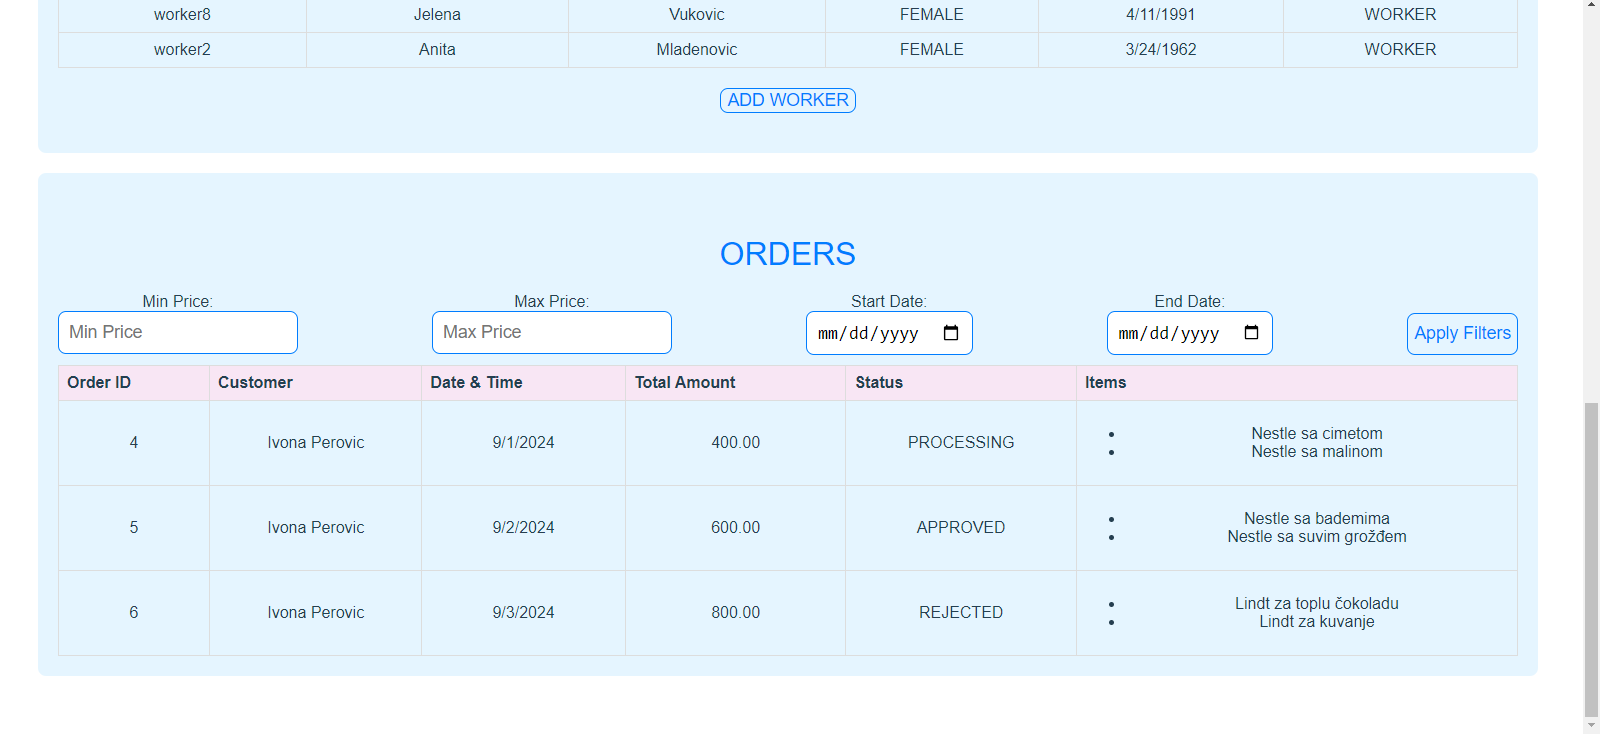 worker8 Jelena Vukovic FEMALE 4/11/1991 WORKER
worker2 Anita Mladenovic FEMALE 3/24/1962 WORKER
ADD WORKER
ORDERS
Min Price: Max Price: Start Date: End Date:
Min Price Max Price mm/dd/yyyy mm/dd/yyyy Apply Filters
Order ID Customer Date & Time Total Amount Status Items
4 Ivona Perovic 9/1/2024 400.00 PROCESSING • Nestle sa cimetom
• Nestle sa malinom
5 Ivona Perovic 9/2/2024 600.00 APPROVED • Nestle sa bademima
• Nestle sa suvim grožđem
6 Ivona Perovic 9/3/2024 800.00 REJECTED • Lindt za toplu čokoladu
• Lindt za kuvanje